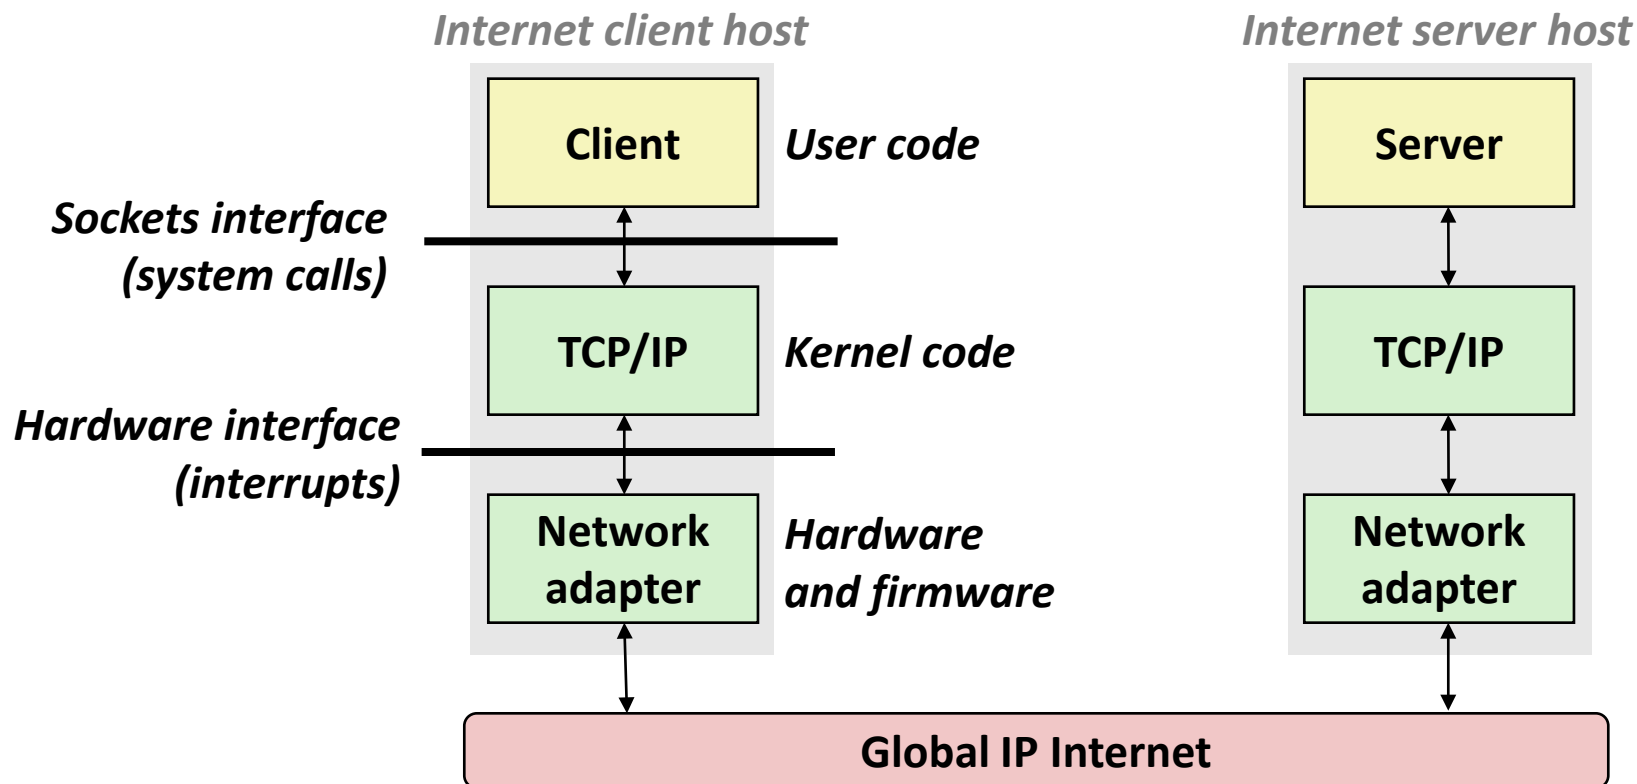 Internet client host
Internet server host
Client
User code
Server
Sockets interface
(system calls)
TCP/IP
Kernel code
TCP/IP
Hardware interface
(interrupts)
Network
adapter
Hardware
and firmware
Network
adapter
Global IP Internet